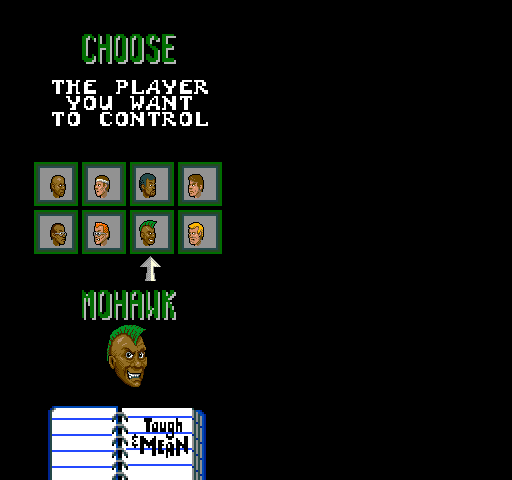 CHOOSE
THE PLAYER
YOU WANT
TO CONTROL
MOHAWK
Tough
& MEAN